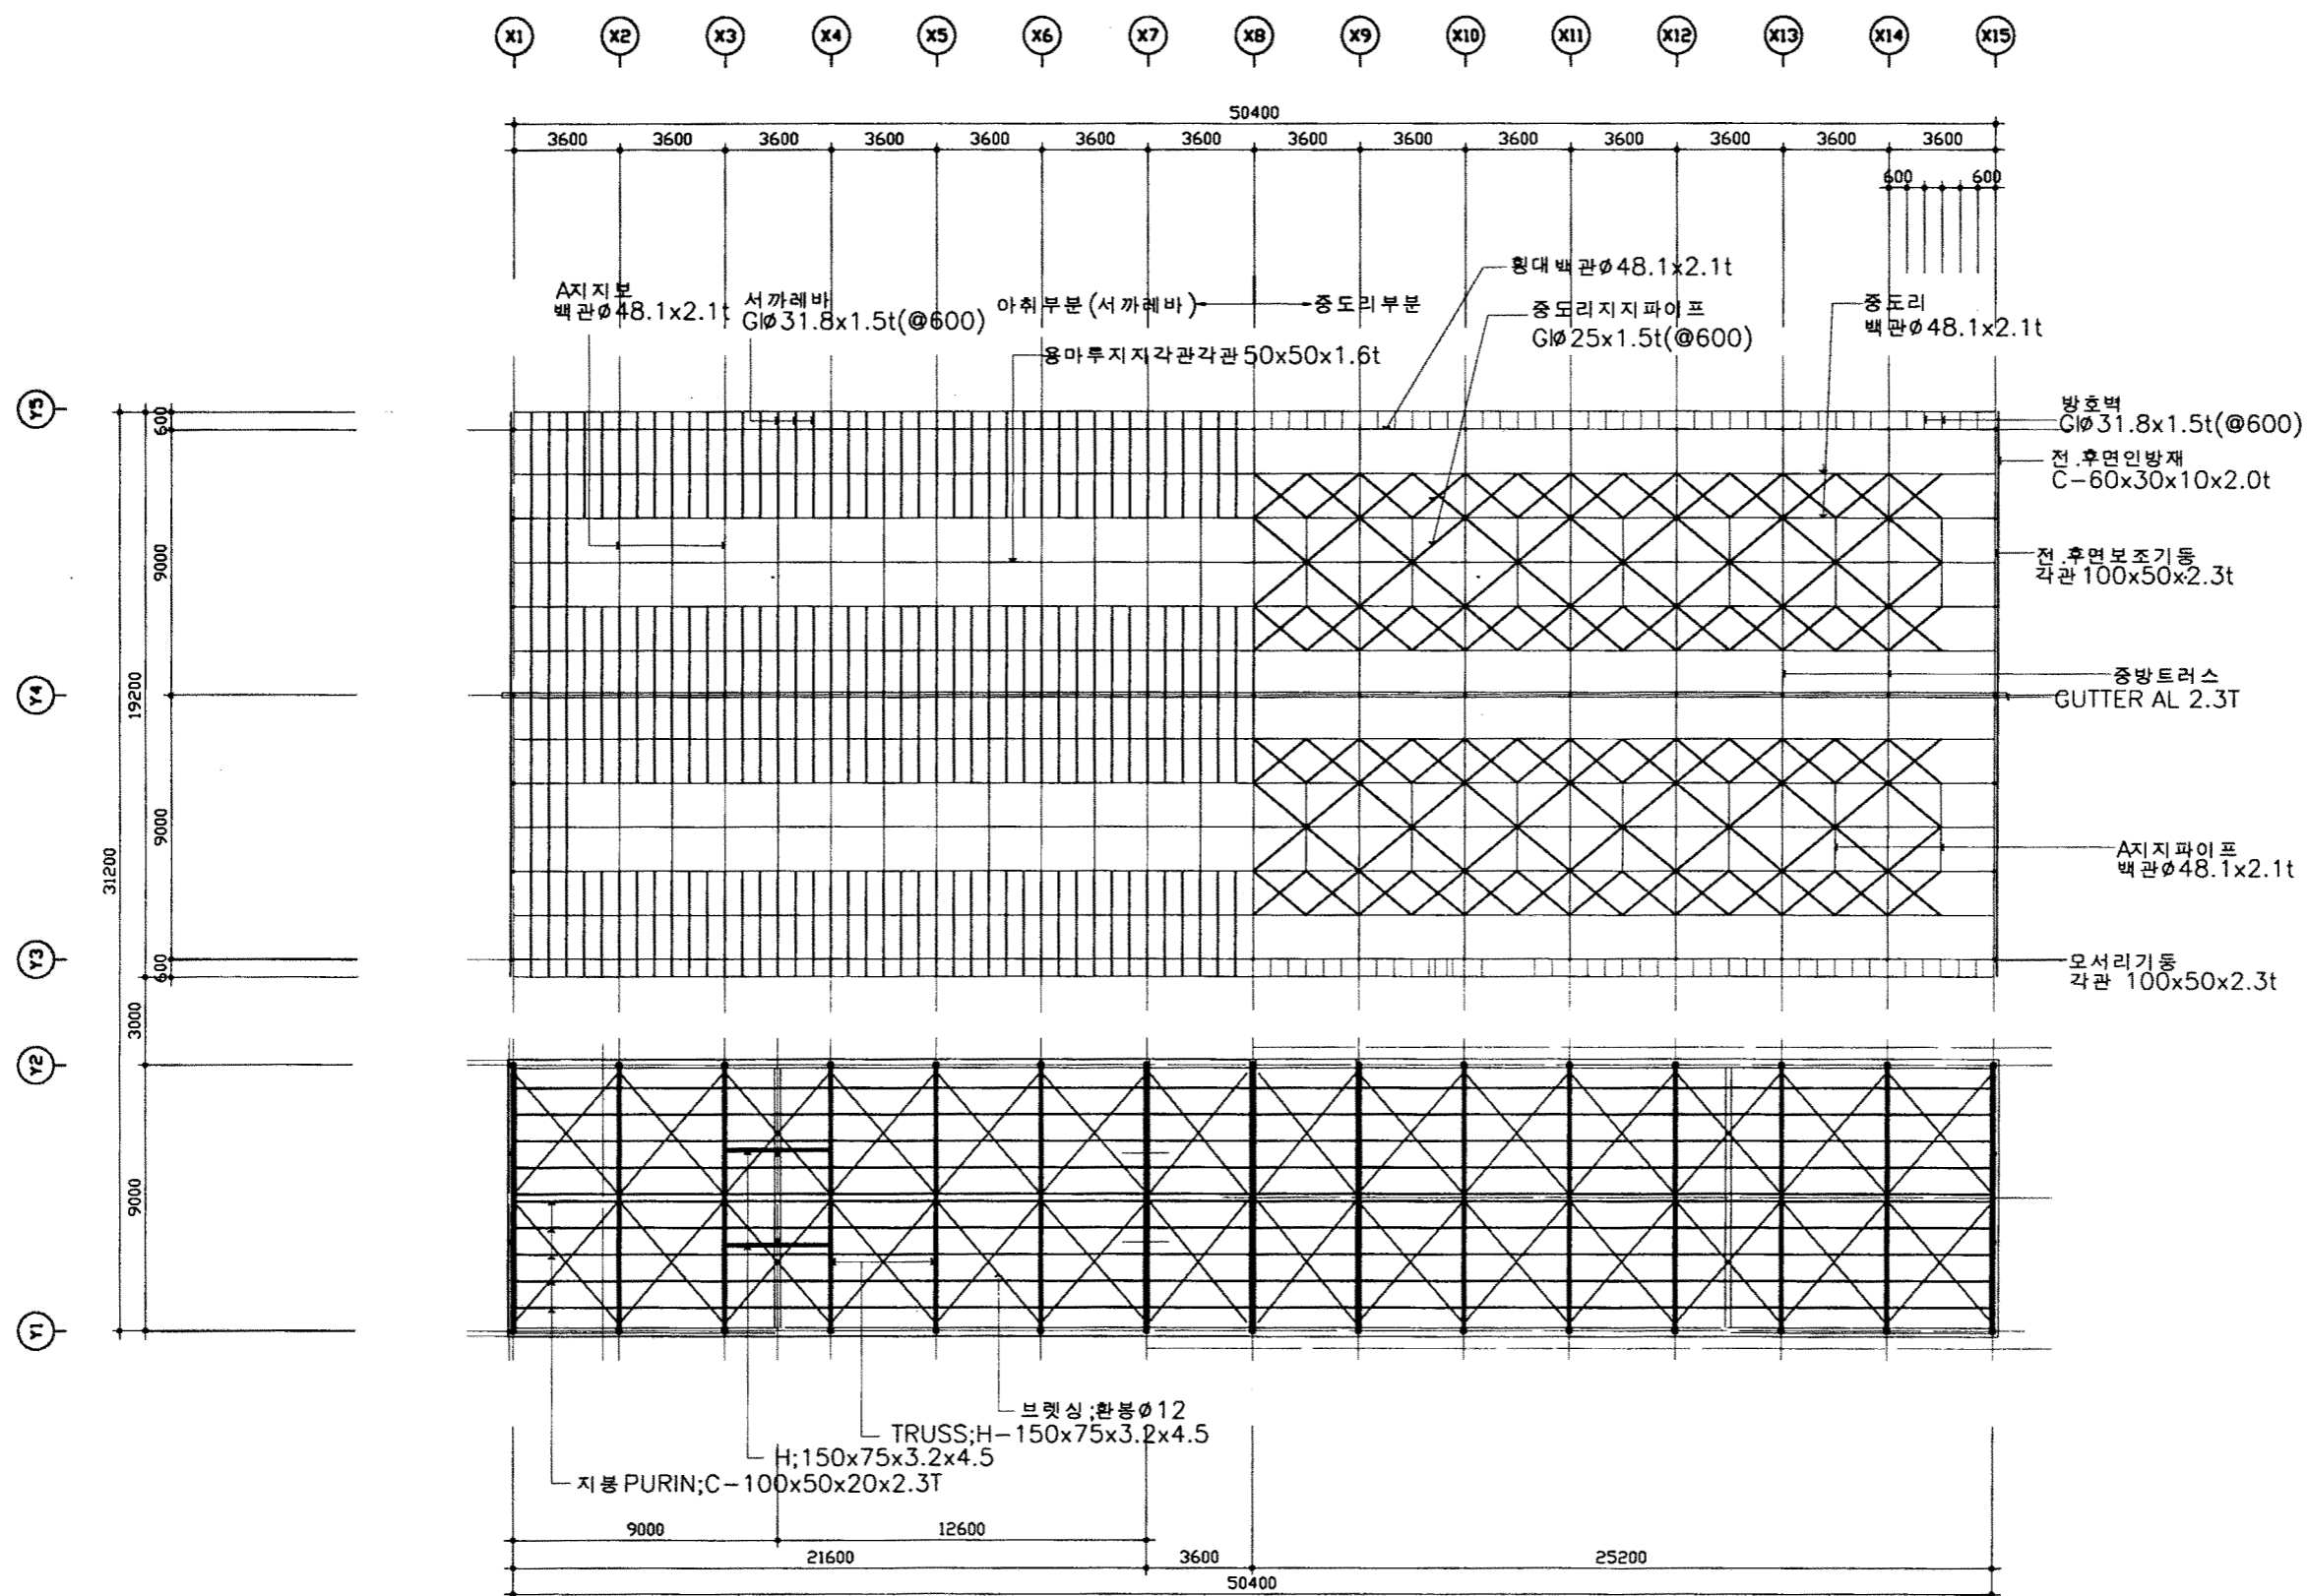 X1 X2 X3 X4 X5 X6 X7 X8 X9 X10 X11 X12 X13 X14 X15
50400
3600 3600 3600 3600 3600 3600 3600 3600 3600 3600 3600 3600 3600 3600
600 600
A지지보
백관Ø48.1x2.1t
서까레바
GIØ31.8x1.5t(@600)
아취부분(서까레바)
중도리부분
횡대백관Ø48.1x2.1t
중도리지지파이프
GIØ25x1.5t(@600)
중도리
백관Ø48.1x2.1t
용마루지지각관각관50x50x1.6t
방호벽
GIØ31.8x1.5t(@600)
전.후면인방재
C-60x30x10x2.0t
전.후면보조기둥
각관100x50x2.3t
중방트러스
GUTTER AL 2.3T
A지지파이프
백관Ø48.1x2.1t
모서리기둥
각관 100x50x2.3t
Y5
Y4
Y3
Y2
Y1
600
9000
19200
9000
31200
600
3000
9000
브렛싱;환봉Ø12
TRUSS;H-150x75x3.2x4.5
H;150x75x3.2x4.5
지붕PURIN;C-100x50x20x2.3T
9000 12600
21600 3600 25200
50400